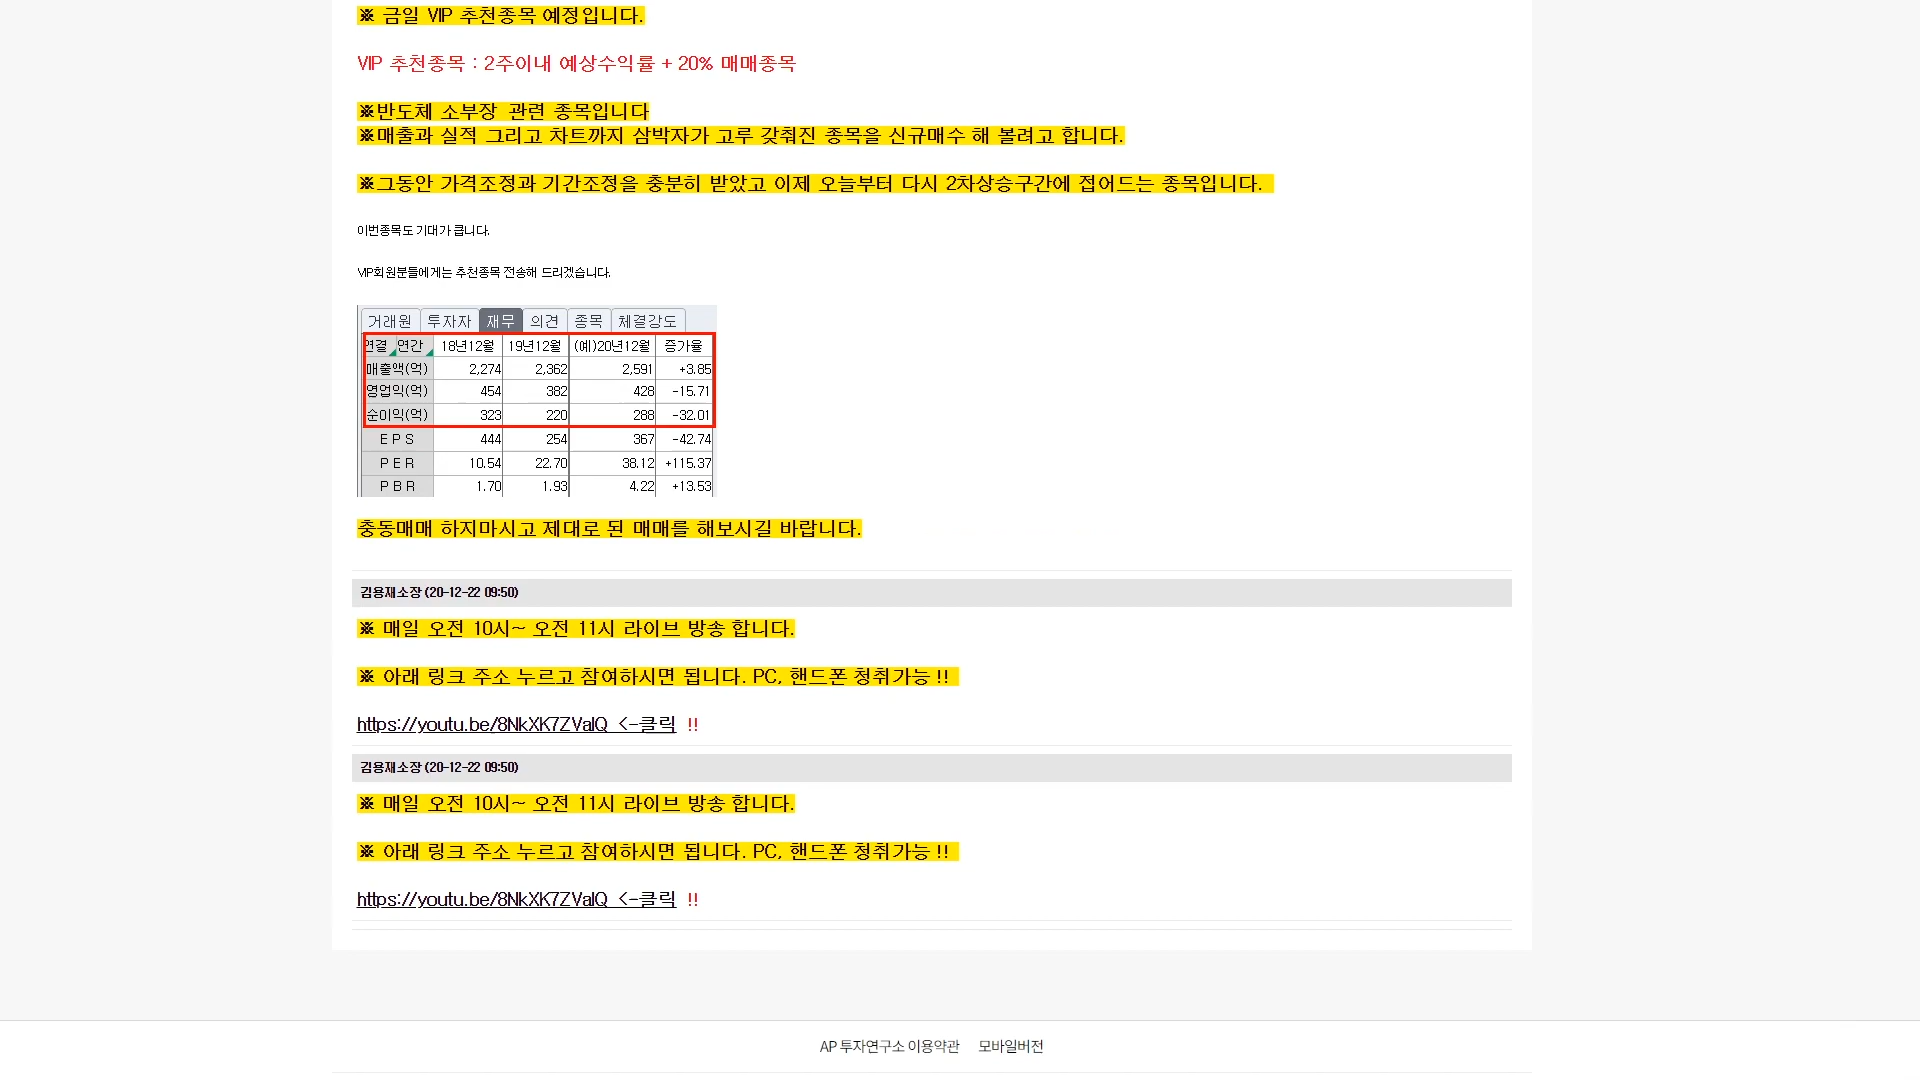 ※ 금일 VIP 추천종목 예정입니다.
VIP 추천종목 : 2주이내 예상수익률 + 20% 매매종목
※반도체 소부장 관련 종목입니다
※매출과 실적 그리고 차트까지 삼박자가 고루 갖춰진 종목을 신규매수 해 볼려고 합니다.
※그동안 가격조정과 기간조정을 충분히 받았고 이제 오늘부터 다시 2차상승구간에 접어드는 종목입니다.
이번종목도 기대가 큽니다.
VIP회원분들에게는 추천종목 전송해 드리겠습니다.
거래원 투자자 재무 의견 종목 체결강도
연결 연간 18년12월 19년12월 (예)20년12월 증가율
매출액(억) 2,274 2,362 2,591 +3.85
영업익(억) 454 382 428 -15.71
순이익(억) 323 220 288 -32.01
E P S 444 254 367 -42.74
P E R 10.54 22.70 38.12 +115.37
P B R 1.70 1.93 4.22 +13.53
충동매매 하지마시고 제대로 된 매매를 해보시길 바랍니다.
김용재소장 (20-12-22 09:50)
※ 매일 오전 10시~ 오전 11시 라이브 방송 합니다.
※ 아래 링크 주소 누르고 참여하시면 됩니다. PC, 핸드폰 청취가능 !!
https://youtu.be/8NkXK7ZValQ <-클릭 !!
김용재소장 (20-12-22 09:50)
※ 매일 오전 10시~ 오전 11시 라이브 방송 합니다.
※ 아래 링크 주소 누르고 참여하시면 됩니다. PC, 핸드폰 청취가능 !!
https://youtu.be/8NkXK7ZValQ <-클릭 !!
AP 투자연구소 이용약관 모바일버전